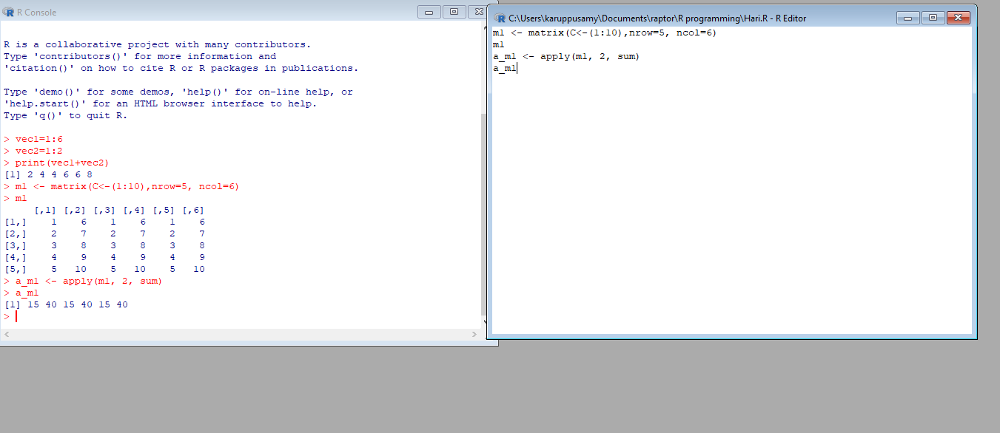 R Console
R is a collaborative project with many contributors.
Type 'contributors()' for more information and
'citation()' on how to cite R or R packages in publications.
Type 'demo()' for some demos, 'help()' for on-line help, or
'help.start()' for an HTML browser interface to help.
Type 'q()' to quit R.
> vec1=1:6
> vec2=1:2
> print(vec1+vec2)
[1] 2 4 4 6 6 8
> m1 <- matrix(C<-(1:10),nrow=5, ncol=6)
> m1
     [,1] [,2] [,3] [,4] [,5] [,6]
[1,]    1    6    1    6    1    6
[2,]    2    7    2    7    2    7
[3,]    3    8    3    8    3    8
[4,]    4    9    4    9    4    9
[5,]    5   10    5   10    5   10
> a_m1 <- apply(m1, 2, sum)
> a_m1
[1] 15 40 15 40 15 40
>
C:\Users\karuppusamy\Documents\raptor\R programming\Hari.R - R Editor
m1 <- matrix(C<-(1:10),nrow=5, ncol=6)
m1
a_m1 <- apply(m1, 2, sum)
a_m1